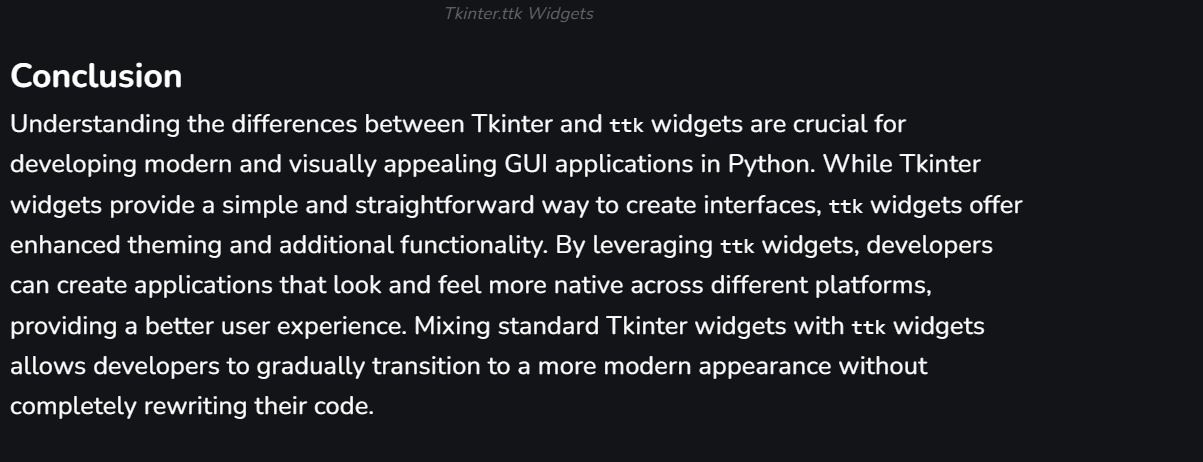 Tkinter.ttk Widgets
Conclusion
Understanding the differences between Tkinter and ttk widgets are crucial for
developing modern and visually appealing GUI applications in Python. While Tkinter
widgets provide a simple and straightforward way to create interfaces, ttk widgets offer
enhanced theming and additional functionality. By leveraging ttk widgets, developers
can create applications that look and feel more native across different platforms,
providing a better user experience. Mixing standard Tkinter widgets with ttk widgets
allows developers to gradually transition to a more modern appearance without
completely rewriting their code.